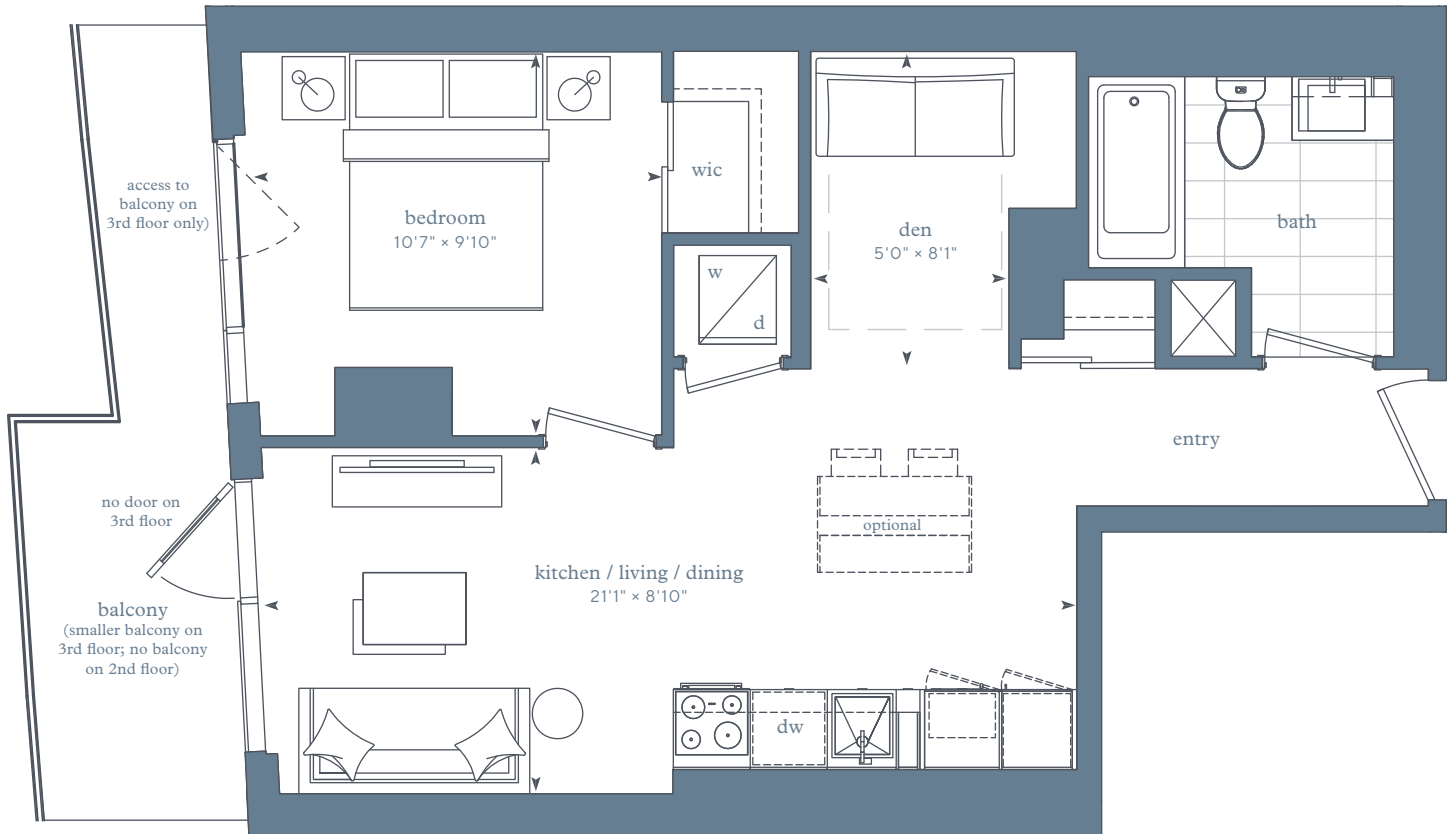 access to
balcony on
3rd floor only)
bedroom
10'7" × 9'10"
wic
w
d
den
5'0" × 8'1"
bath
entry
no door on
3rd floor
balcony
(smaller balcony on
3rd floor; no balcony
on 2nd floor)
kitchen / living / dining
21'1" × 8'10"
optional
dw